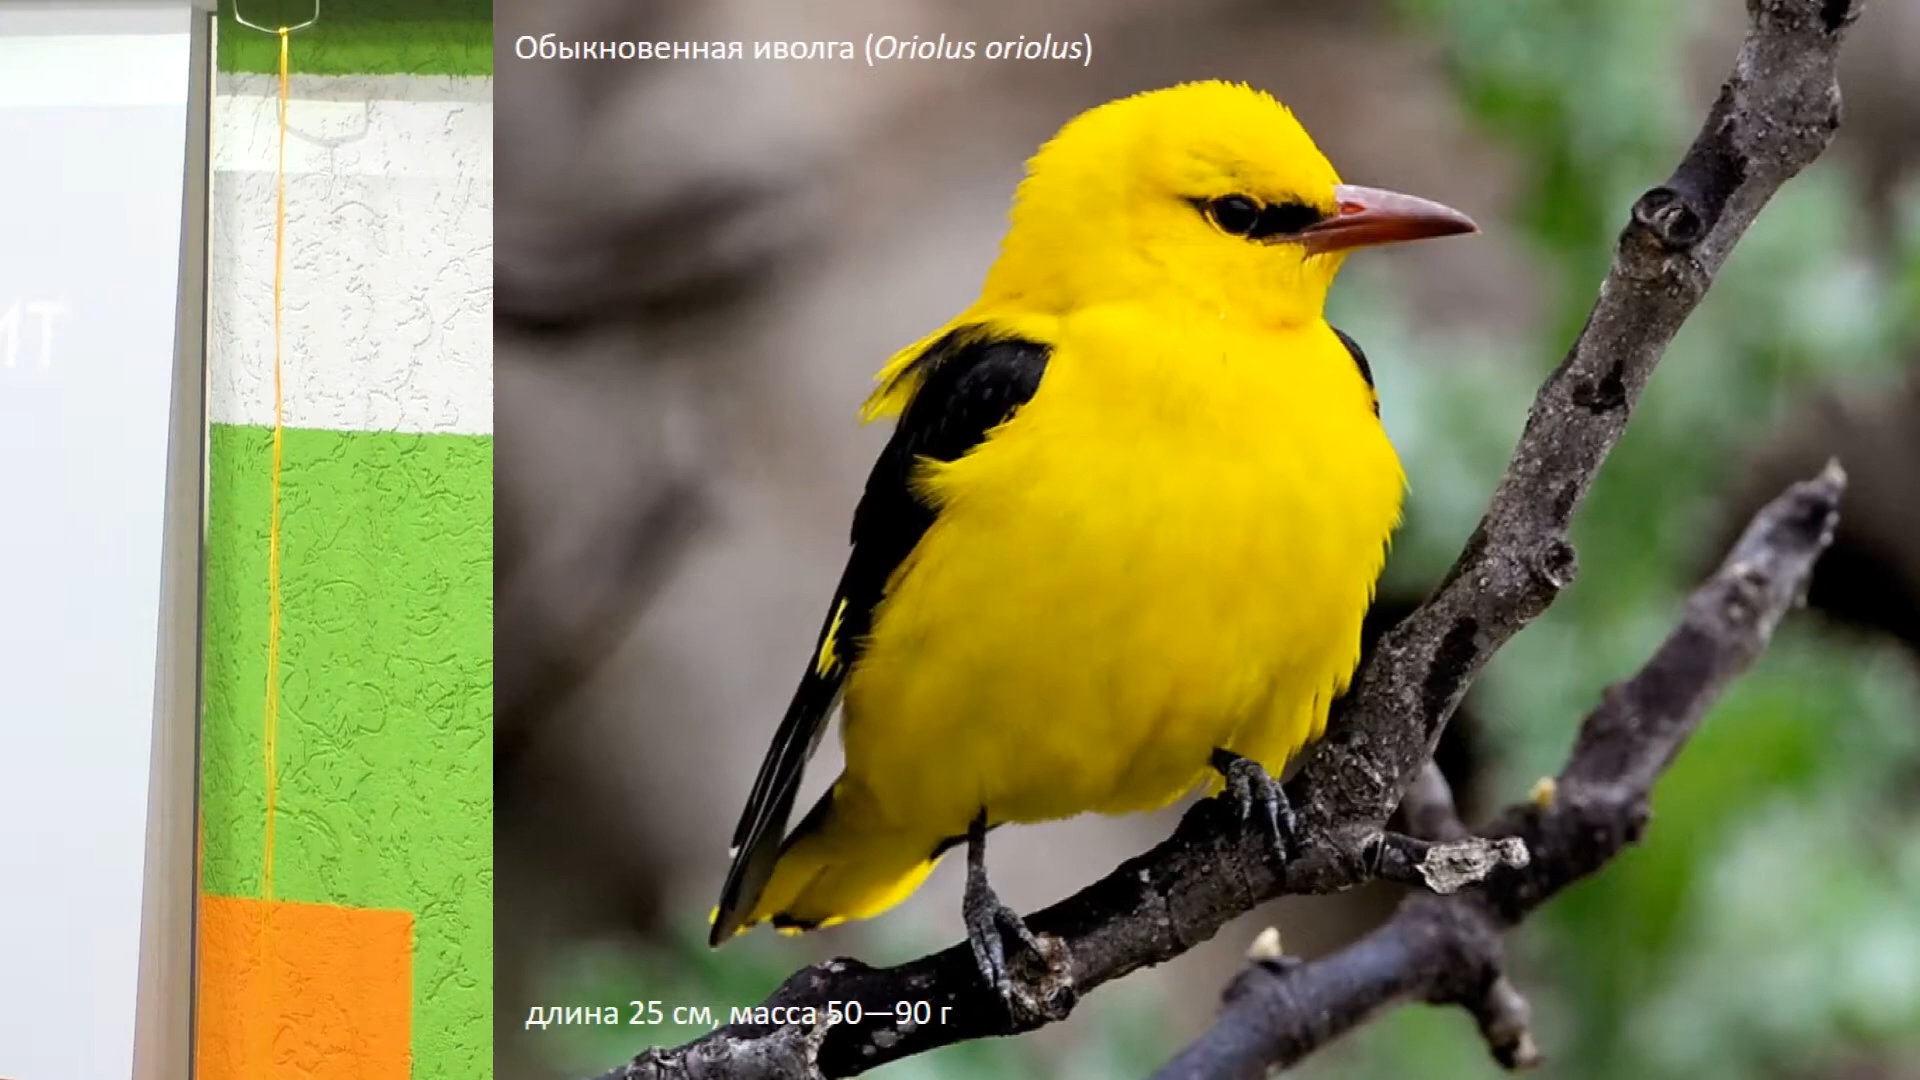 Обыкновенная иволга (Oriolus oriolus)
длина 25 см, масса 50—90 г